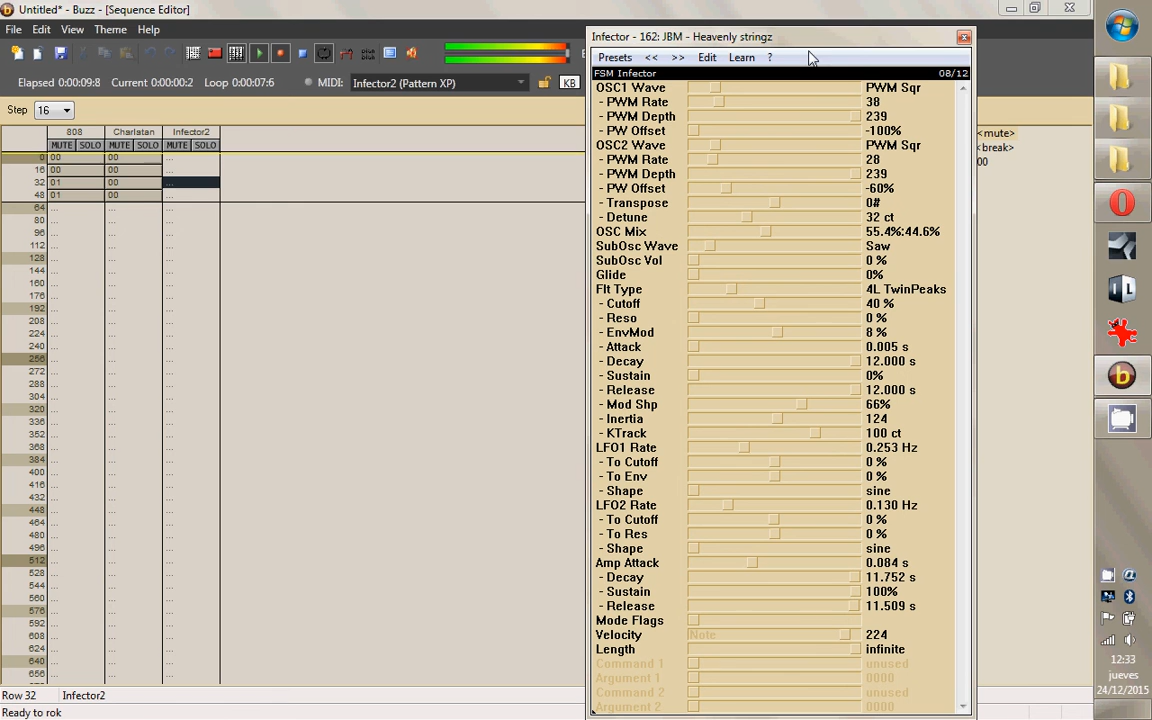 Untitled* - Buzz - [Sequence Editor]
File Edit View Theme Help
Elapsed 0:00:09:8 Current 0:00:00:2 Loop 0:00:07:6 MIDI: Infector2 (Pattern XP) KB
Step 16
808 Charlatan Infector2
MUTE SOLO MUTE SOLO MUTE SOLO
0 00 00 ...
16 00 00 ...
32 01 00 ...
48 01 00 ...
64 ... ... ...
80 ... ... ...
96 ... ... ...
112 ... ... ...
128 ... ... ...
144 ... ... ...
160 ... ... ...
176 ... ... ...
192 ... ... ...
208 ... ... ...
224 ... ... ...
240 ... ... ...
256 ... ... ...
272 ... ... ...
288 ... ... ...
304 ... ... ...
320 ... ... ...
336 ... ... ...
352 ... ... ...
368 ... ... ...
384 ... ... ...
400 ... ... ...
416 ... ... ...
432 ... ... ...
448 ... ... ...
464 ... ... ...
480 ... ... ...
496 ... ... ...
512 ... ... ...
528 ... ... ...
544 ... ... ...
560 ... ... ...
576 ... ... ...
592 ... ... ...
608 ... ... ...
624 ... ... ...
640 ... ... ...
656 ... ... ...
Row 32 Infector2
Ready to rok
Infector - 162: JBM - Heavenly stringz
Presets << >> Edit Learn ?
FSM Infector 08/12
OSC1 Wave PWM Sqr
- PWM Rate 38
- PWM Depth 239
- PW Offset -100%
OSC2 Wave PWM Sqr
- PWM Rate 28
- PWM Depth 239
- PW Offset -60%
- Transpose 0#
- Detune 32 ct
OSC Mix 55.4%:44.6%
SubOsc Wave Saw
SubOsc Vol 0 %
Glide 0%
Flt Type 4L TwinPeaks
- Cutoff 40 %
- Reso 0 %
- EnvMod 8 %
- Attack 0.005 s
- Decay 12.000 s
- Sustain 0%
- Release 12.000 s
- Mod Shp 66%
- Inertia 124
- KTrack 100 ct
LFO1 Rate 0.253 Hz
- To Cutoff 0 %
- To Env 0 %
- Shape sine
LFO2 Rate 0.130 Hz
- To Cutoff 0 %
- To Res 0 %
- Shape sine
Amp Attack 0.084 s
- Decay 11.752 s
- Sustain 100%
- Release 11.509 s
Mode Flags
Velocity Note 224
Length infinite
Command 1 unused
Argument 1 0000
Command 2 unused
Argument 2 0000
<mute>
<break>
00
12:33
jueves
24/12/2015